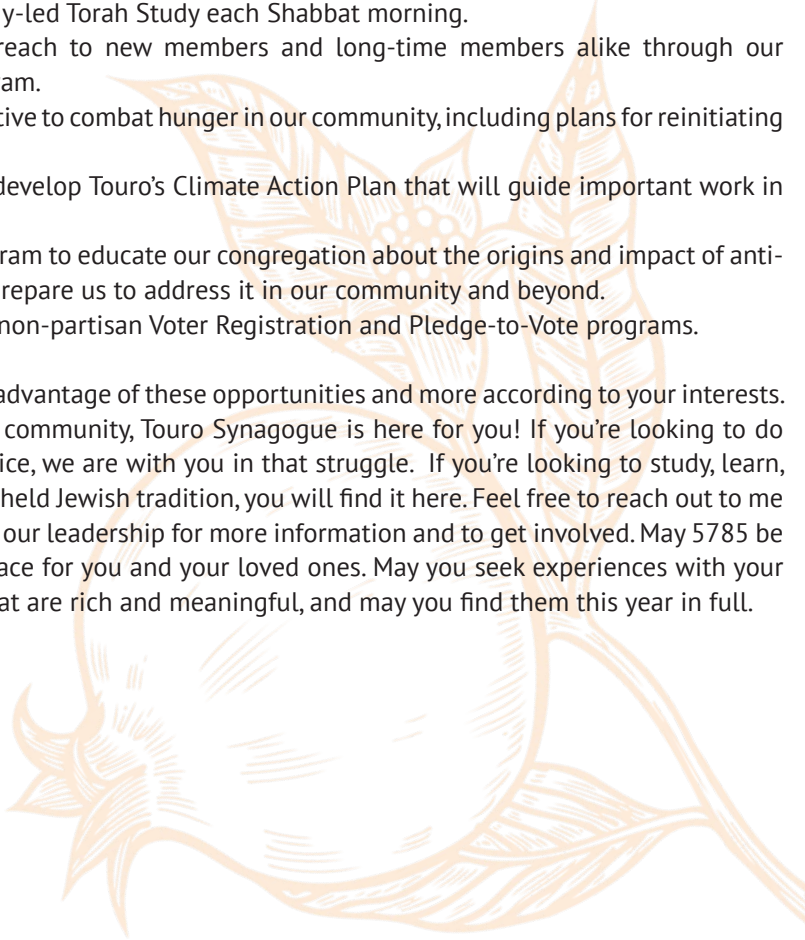 y-led Torah Study each Shabbat morning.
reach to new members and long-time members alike through our
ram.
tive to combat hunger in our community, including plans for reinitiating
develop Touro’s Climate Action Plan that will guide important work in
ram to educate our congregation about the origins and impact of anti-
repare us to address it in our community and beyond.
non-partisan Voter Registration and Pledge-to-Vote programs.
advantage of these opportunities and more according to your interests.
community, Touro Synagogue is here for you! If you’re looking to do
ice, we are with you in that struggle. If you’re looking to study, learn,
held Jewish tradition, you will find it here. Feel free to reach out to me
our leadership for more information and to get involved. May 5785 be
ace for you and your loved ones. May you seek experiences with your
at are rich and meaningful, and may you find them this year in full.